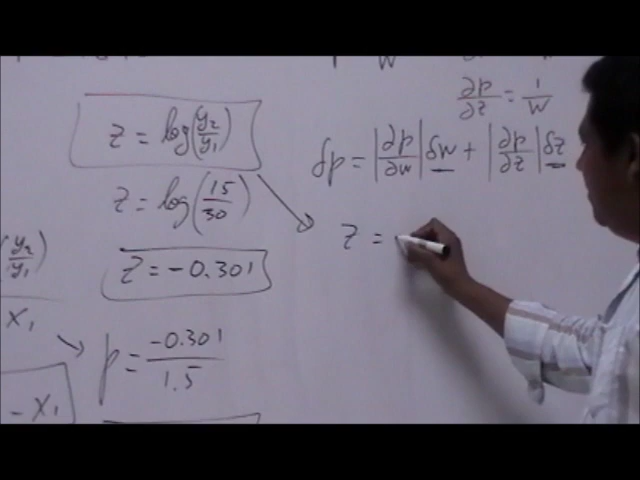 z = log(y₂/y₁)
z = log(15/30)
z = -0.301
p = -0.301/1.5
(y₂/y₁)
x₁
- x₁
w
∂p/∂z = 1/w
δp = |∂p/∂w| δw + |∂p/∂z| δz
z =